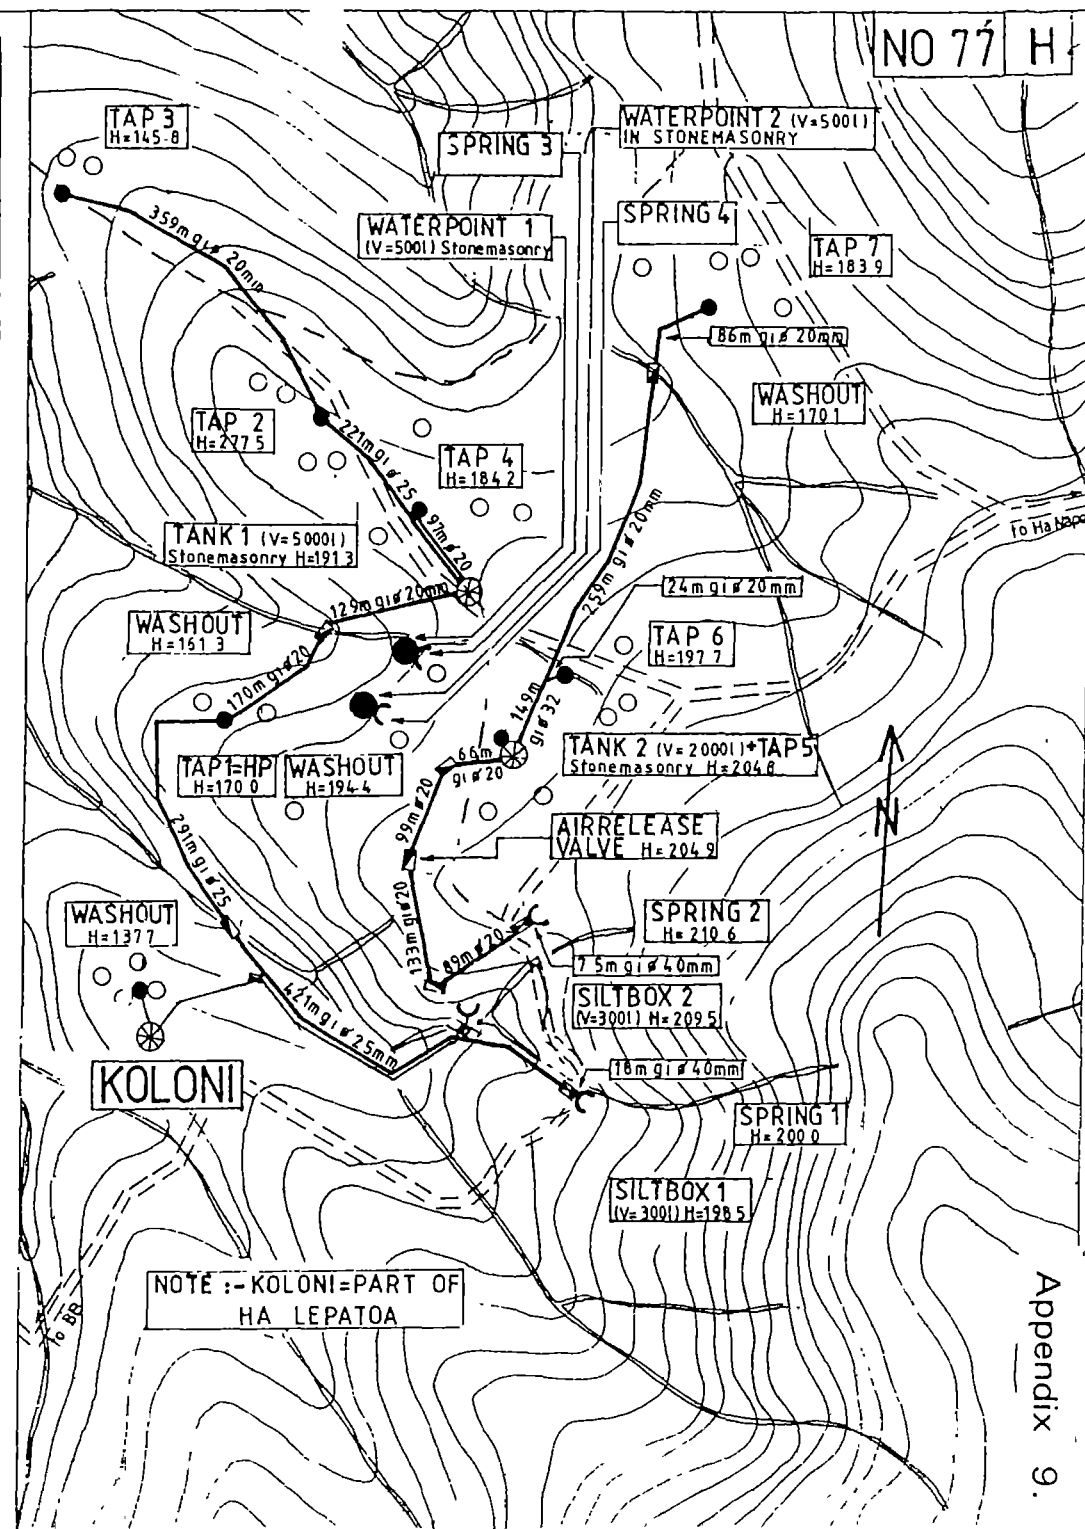 NO 77 H
TAP 3
H=145.8
SPRING 3
WATERPOINT 2 (V=500l)
IN STONEMASONRY
WATERPOINT 1
(V=500l) Stonemasonry
SPRING 4
TAP 7
H=183.9
359m gi ø 20mm
86m gi ø 20mm
WASHOUT
H=170.1
TAP 2
H=277.5
221m gi ø 25
TAP 4
H=184.2
97m ø 20
TANK 1 (V=5000l)
Stonemasonry H=191.3
to Ha Napo
259m gi ø 20mm
24m gi ø 20mm
129m gi ø 20mm
WASHOUT
H=161.3
TAP 6
H=197.7
170m gi ø 20
149m
gi ø 32
66m
gi ø 20
TANK 2 (V=2000l)+TAP5
Stonemasonry H=204.8
TAP1=HP
H=170.0
WASHOUT
H=194.4
99m ø 20
N
AIRRELEASE
VALVE H=204.9
291m gi ø 25
133m gi ø 20
WASHOUT
H=137.7
SPRING 2
H=210.6
89m ø 20
7.5m gi ø 40mm
SILTBOX 2
(V=300l) H=209.5
421m gi ø 25mm
18m gi ø 40mm
KOLONI
SPRING 1
H=200.0
SILTBOX 1
(V=300l) H=198.5
NOTE :- KOLONI=PART OF
HA LEPATOA
to BB
Appendix 9.